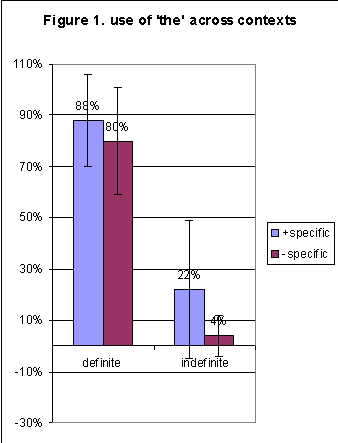 Figure 1. use of 'the' across contexts
110%
90%
70%
50%
30%
10%
-10%
-30%
88%
80%
22%
4%
definite
indefinite
+specific
- specific